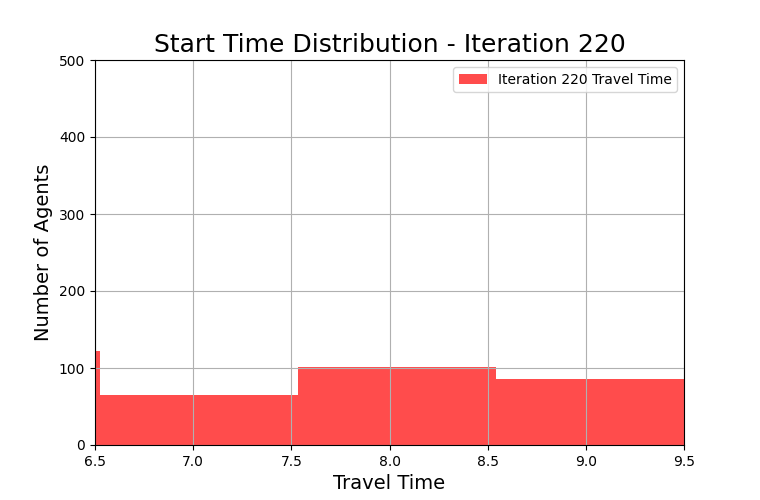 Start Time Distribution - Iteration 220
Iteration 220 Travel Time
500
400
300
200
100
0
Number of Agents
6.5 7.0 7.5 8.0 8.5 9.0 9.5
Travel Time